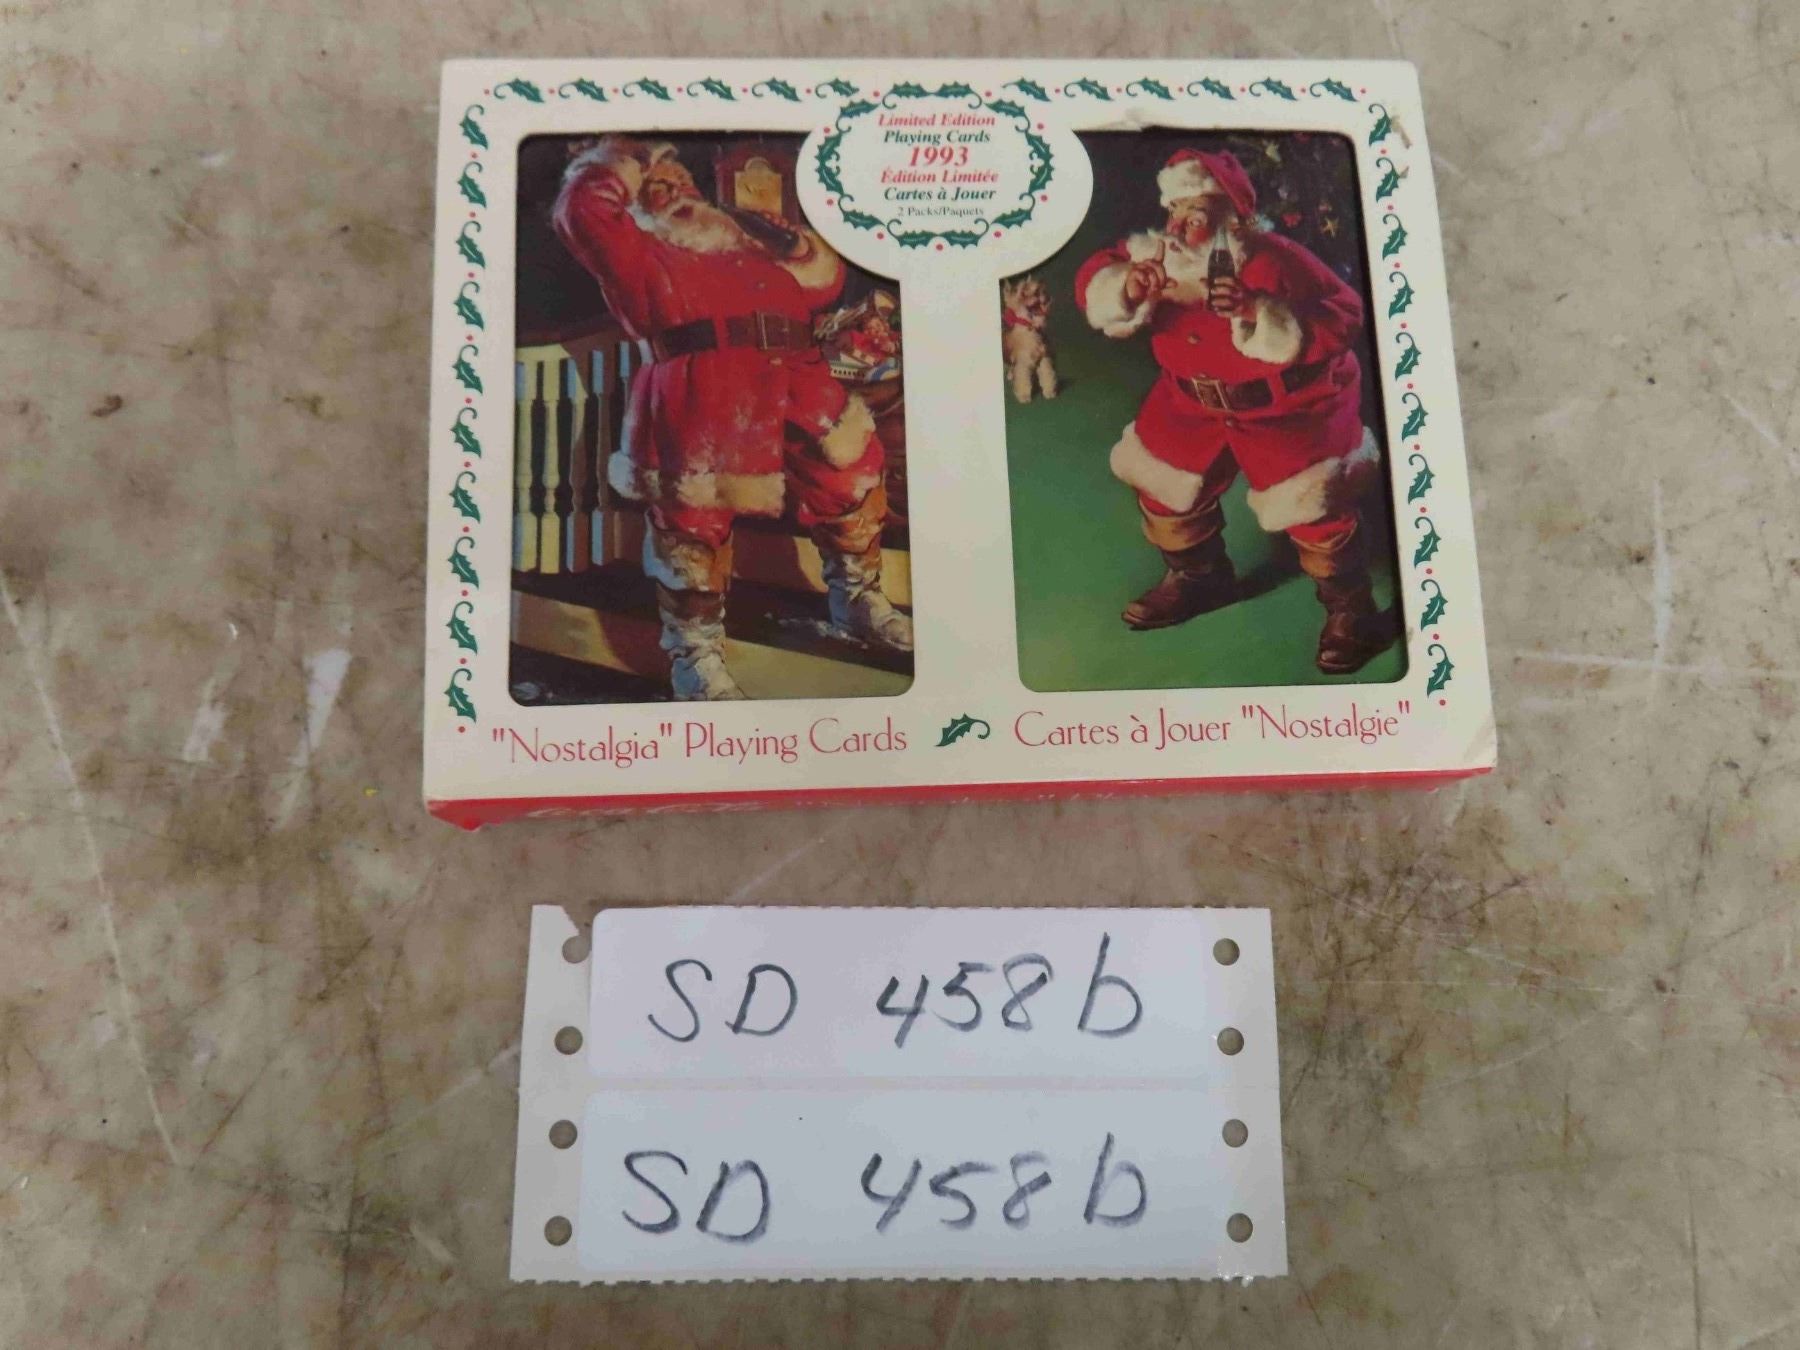 Limited Edition
Playing Cards
1993
Édition Limitée
Cartes à Jouer
2 Packs/Paquets
"Nostalgia" Playing Cards Cartes à Jouer "Nostalgie"
SD 458b
SD 458b